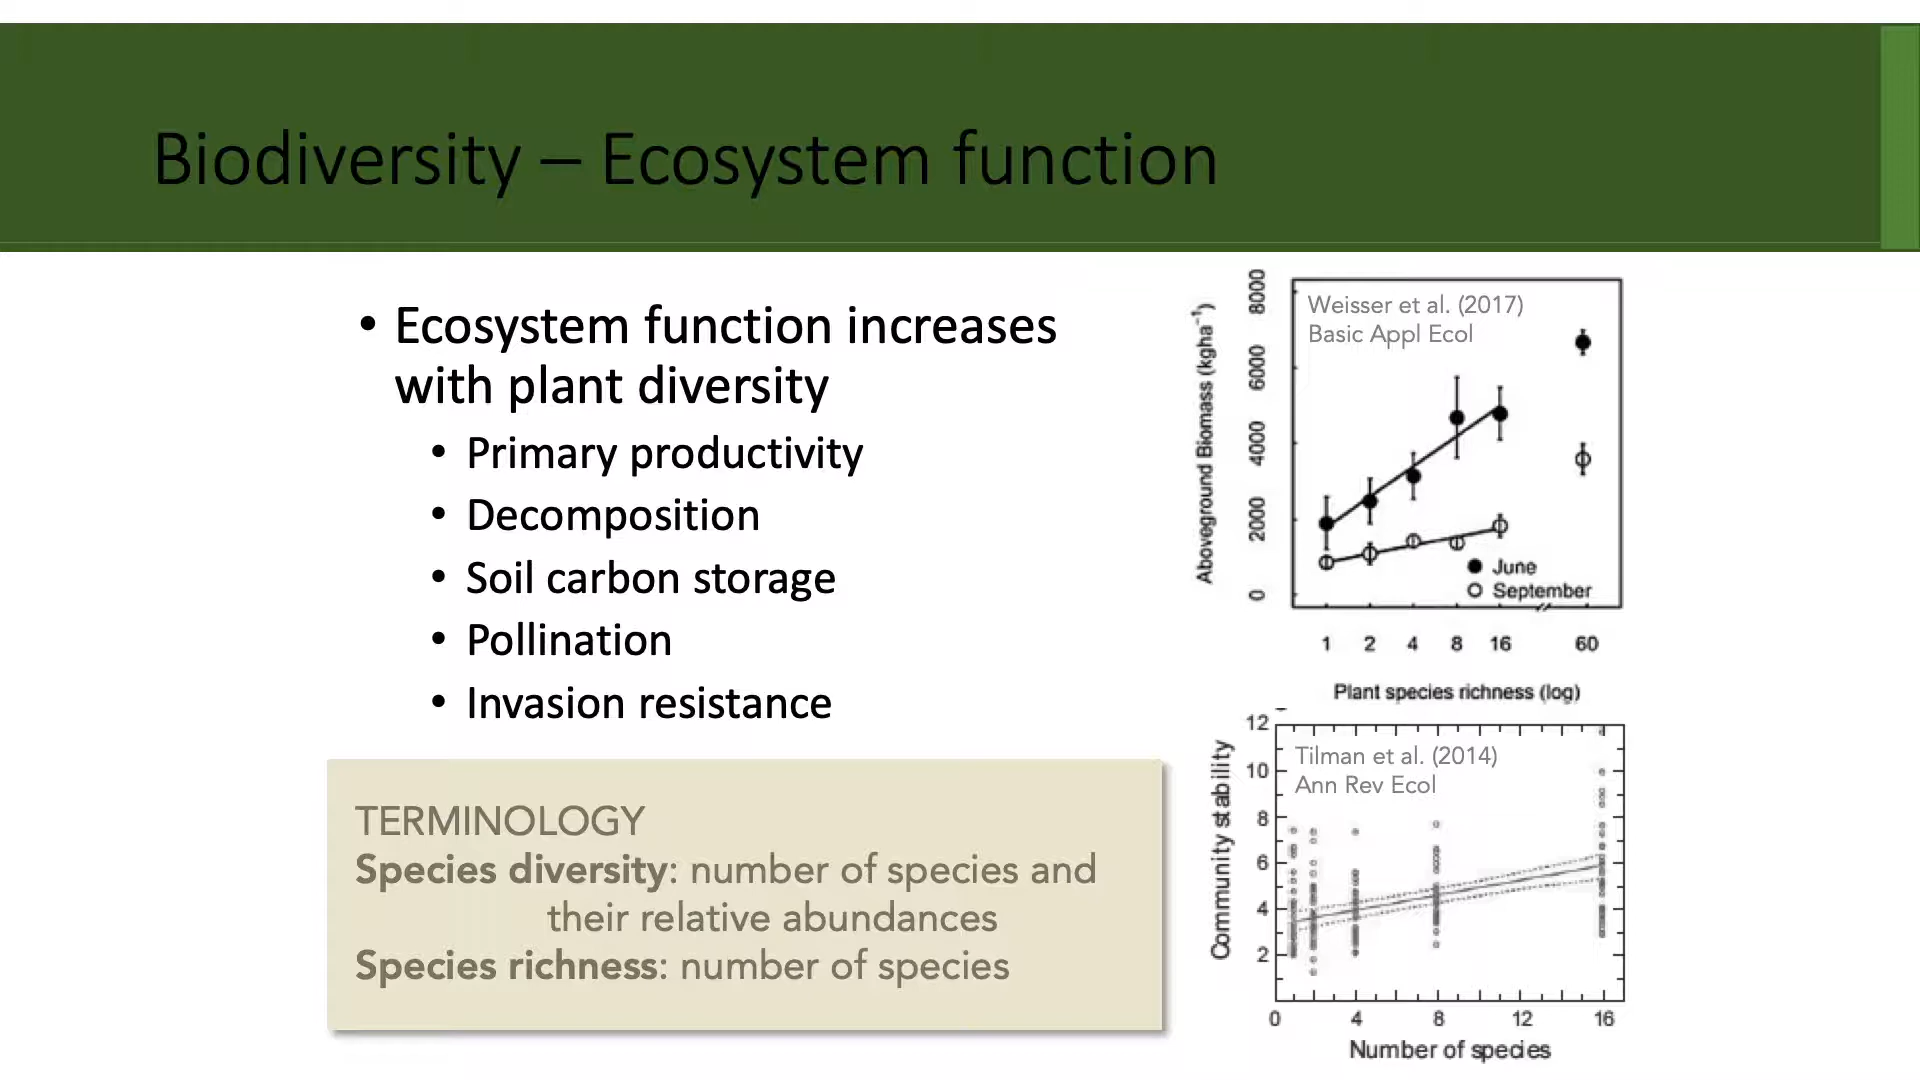 Biodiversity – Ecosystem function
• Ecosystem function increases
with plant diversity
• Primary productivity
• Decomposition
• Soil carbon storage
• Pollination
• Invasion resistance
TERMINOLOGY
Species diversity: number of species and
their relative abundances
Species richness: number of species
Weisser et al. (2017)
Basic Appl Ecol
Aboveground Biomass (kgha⁻¹)
8000
6000
4000
2000
0
June
September
1 2 4 8 16 60
Plant species richness (log)
Tilman et al. (2014)
Ann Rev Ecol
Community stability
12
10
8
6
4
2
0 4 8 12 16
Number of species